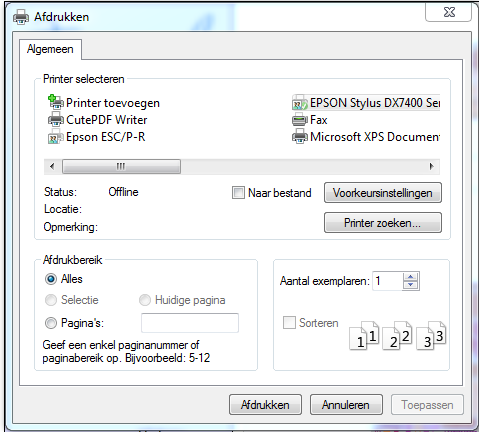 Afdrukken
Algemeen
Printer selecteren
Printer toevoegen
EPSON Stylus DX7400 Ser
CutePDF Writer
Fax
Epson ESC/P-R
Microsoft XPS Document
Status: Offline
Naar bestand
Voorkeursinstellingen
Locatie:
Opmerking:
Printer zoeken...
Afdrukbereik
Alles
Selectie
Huidige pagina
Pagina's:
Geef een enkel paginanummer of
paginabereik op. Bijvoorbeeld: 5-12
Aantal exemplaren: 1
Sorteren
1 1 2 2 3 3
Afdrukken
Annuleren
Toepassen